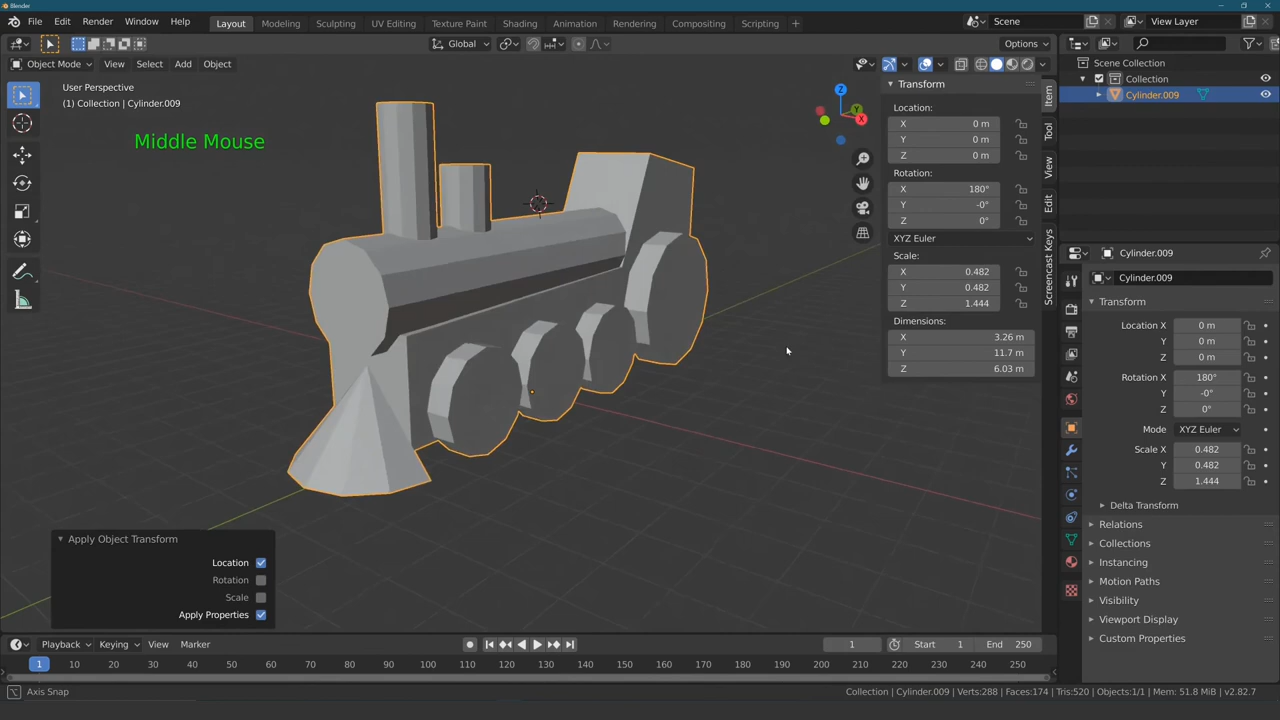 Blender
File Edit Render Window Help
Layout Modeling Sculpting UV Editing Texture Paint Shading Animation Rendering Compositing Scripting +
Scene
View Layer
Global
Options
Object Mode View Select Add Object
User Perspective
(1) Collection | Cylinder.009
Middle Mouse
Z
Y
X
Transform
Location:
X 0 m
Y 0 m
Z 0 m
Rotation:
X 180°
Y -0°
Z 0°
XYZ Euler
Scale:
X 0.482
Y 0.482
Z 1.444
Dimensions:
X 3.26 m
Y 11.7 m
Z 6.03 m
Item
Tool
View
Edit
Screencast Keys
Scene Collection
Collection
Cylinder.009
Cylinder.009
Cylinder.009
Transform
Location X 0 m
Y 0 m
Z 0 m
Rotation X 180°
Y -0°
Z 0°
Mode XYZ Euler
Scale X 0.482
Y 0.482
Z 1.444
Delta Transform
Relations
Collections
Instancing
Motion Paths
Visibility
Viewport Display
Custom Properties
Apply Object Transform
Location
Rotation
Scale
Apply Properties
Playback Keying View Marker
1
Start 1
End 250
1 10 20 30 40 50 60 70 80 90 100 110 120 130 140 150 160 170 180 190 200 210 220 230 240 250
Axis Snap
Collection | Cylinder.009 | Verts:288 | Faces:174 | Tris:520 | Objects:1/1 | Mem: 51.8 MiB | v2.82.7